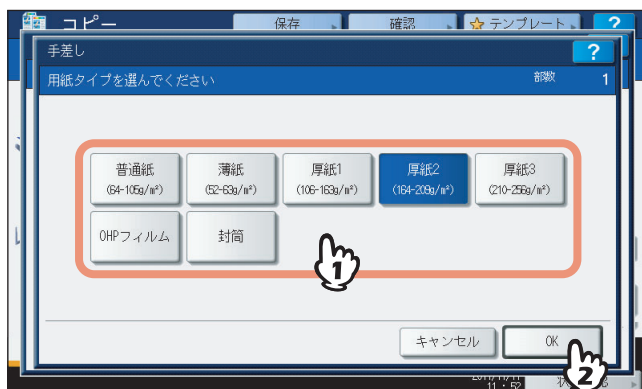 コピー 保存 確認 テンプレート ?
手差し ?
用紙タイプを選んでください 部数 1
普通紙 薄紙 厚紙1 厚紙2 厚紙3
(64-105g/m²) (52-63g/m²) (106-163g/m²) (164-209g/m²) (210-256g/m²)
OHPフィルム 封筒
1
キャンセル OK
2
11:52